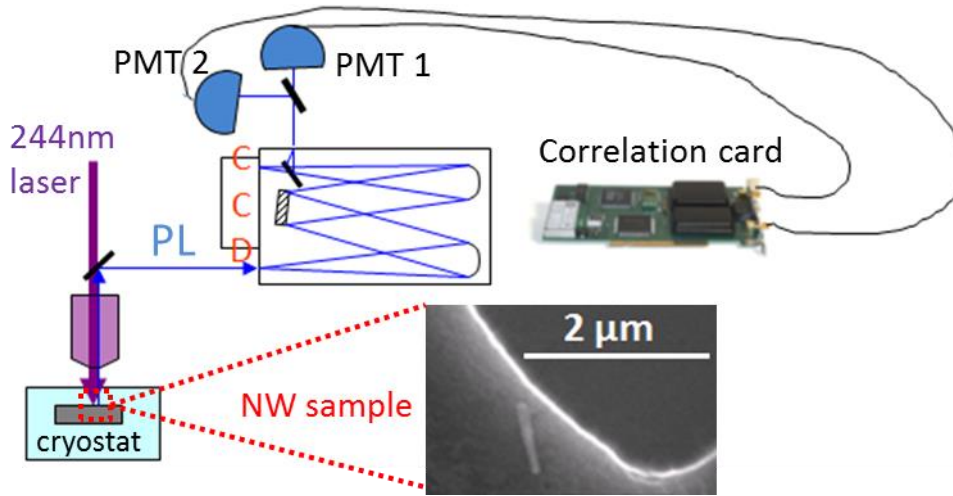 PMT 2
PMT 1
244nm
laser
C
C
D
Correlation card
PL
2 µm
NW sample
cryostat